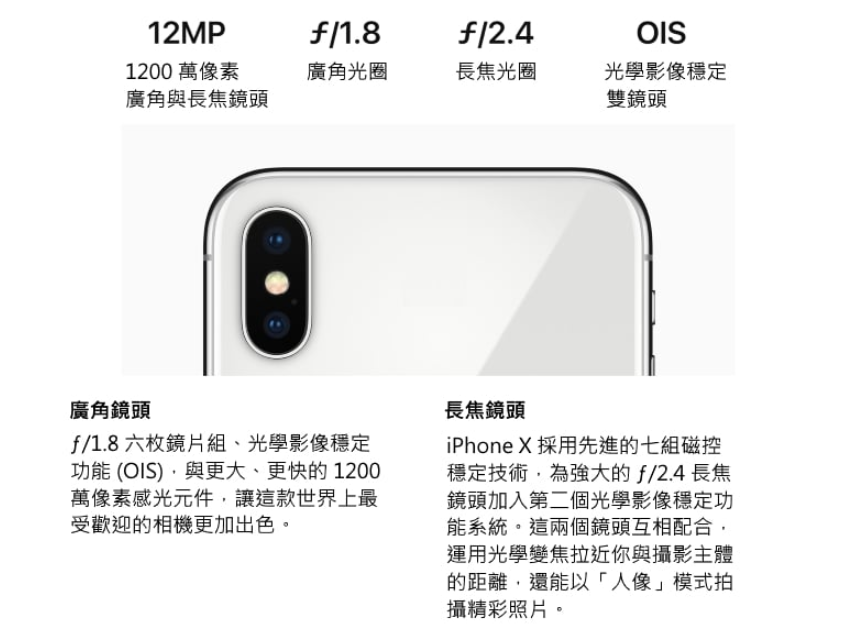 12MP
ƒ/1.8
ƒ/2.4
OIS
1200 萬像素
廣角與長焦鏡頭
廣角光圈
長焦光圈
光學影像穩定
雙鏡頭
廣角鏡頭
ƒ/1.8 六枚鏡片組、光學影像穩定
功能 (OIS)，與更大、更快的 1200
萬像素感光元件，讓這款世界上最
受歡迎的相機更加出色。
長焦鏡頭
iPhone X 採用先進的七組磁控
穩定技術，為強大的 ƒ/2.4 長焦
鏡頭加入第二個光學影像穩定功
能系統。這兩個鏡頭互相配合，
運用光學變焦拉近你與攝影主體
的距離，還能以「人像」模式拍
攝精彩照片。